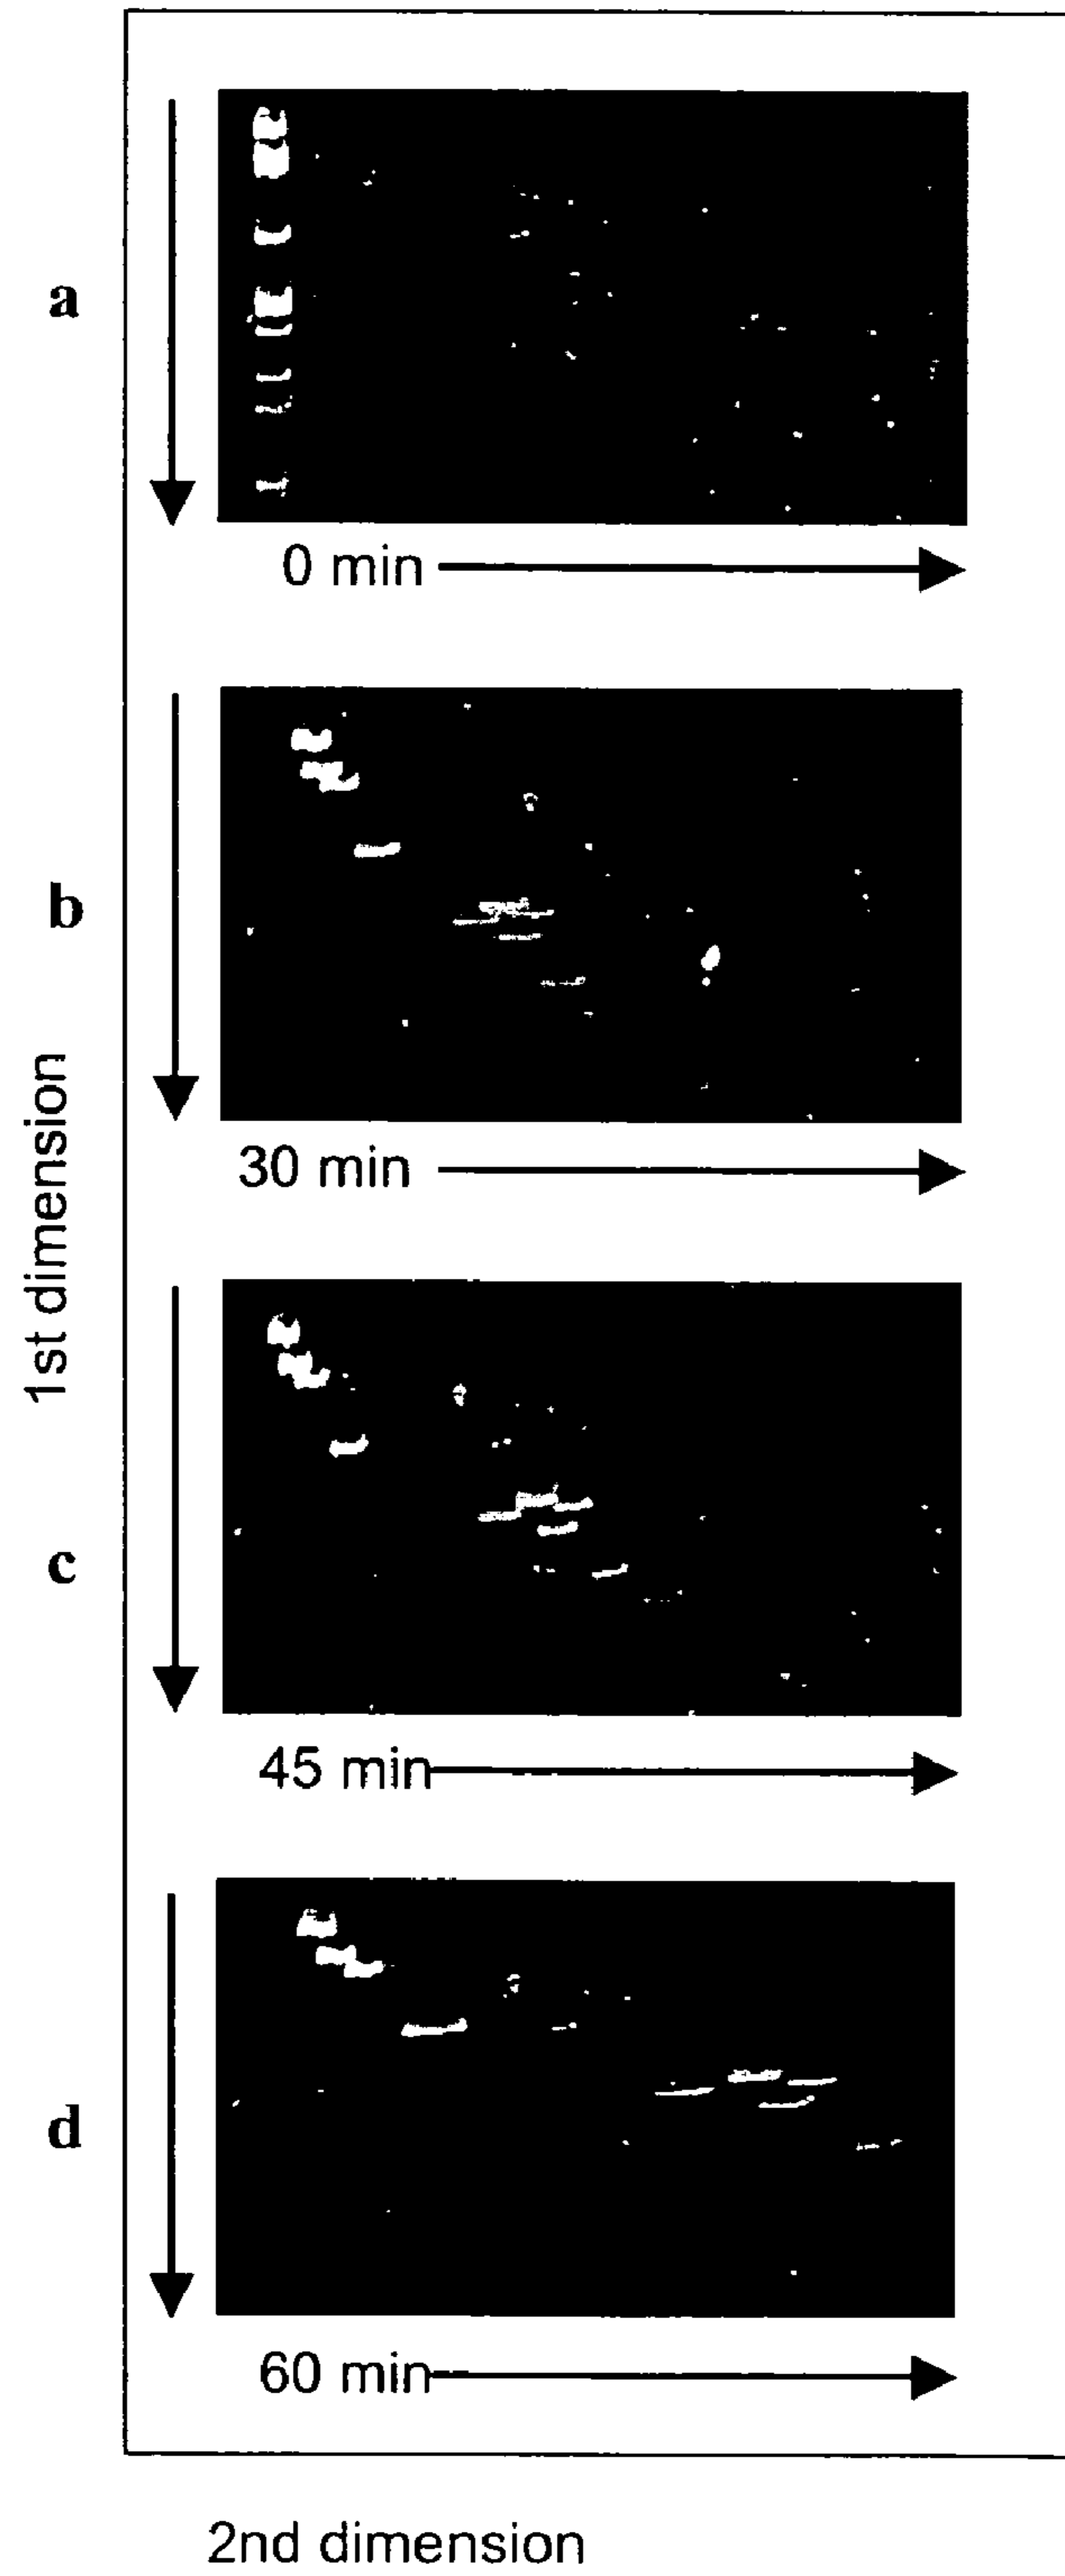 a
0 min
b
30 min
1st dimension
c
45 min
d
60 min
2nd dimension